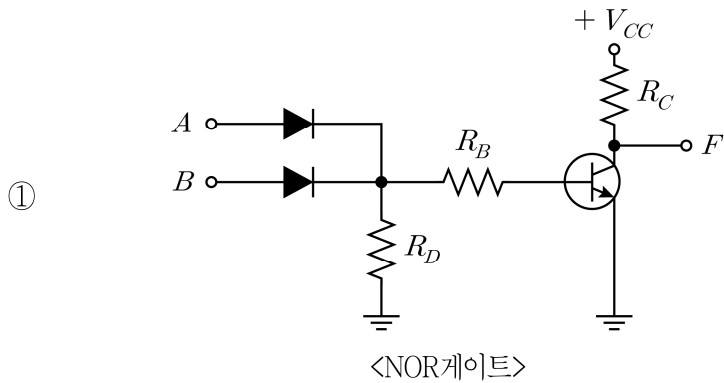 ①
+ V_CC
R_C
A
F
R_B
B
R_D
<NOR게이트>